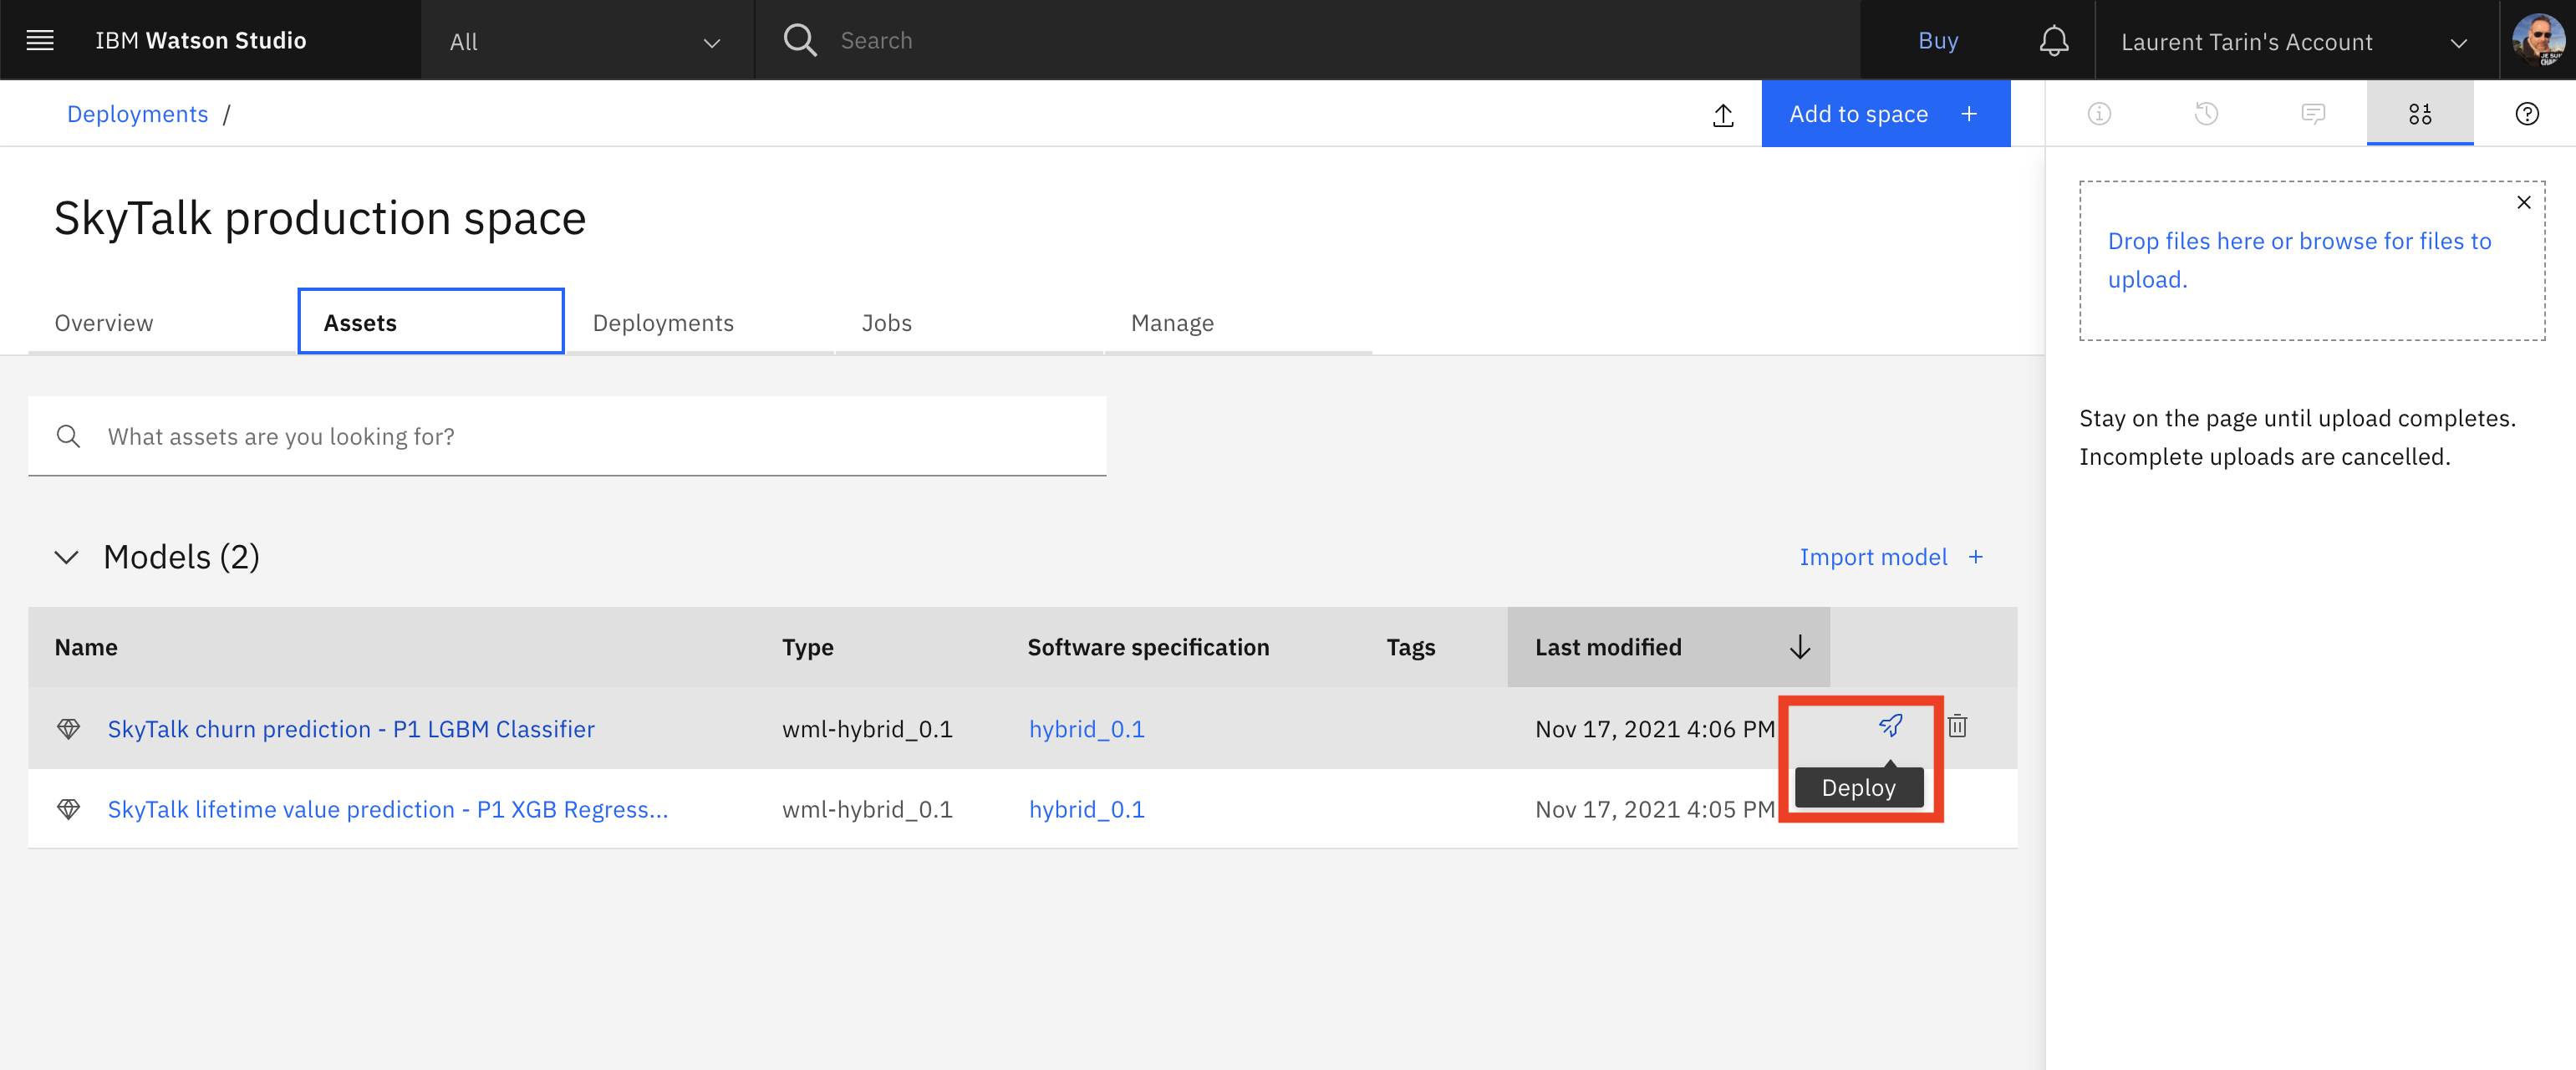 IBM Watson Studio
All
Search
Buy
Laurent Tarin's Account
Deployments /
Add to space +
SkyTalk production space
Overview
Assets
Deployments
Jobs
Manage
Drop files here or browse for files to
upload.
Stay on the page until upload completes.
Incomplete uploads are cancelled.
What assets are you looking for?
Models (2)
Import model +
Name Type Software specification Tags Last modified
SkyTalk churn prediction - P1 LGBM Classifier wml-hybrid_0.1 hybrid_0.1 Nov 17, 2021 4:06 PM
Deploy
SkyTalk lifetime value prediction - P1 XGB Regress... wml-hybrid_0.1 hybrid_0.1 Nov 17, 2021 4:05 PM